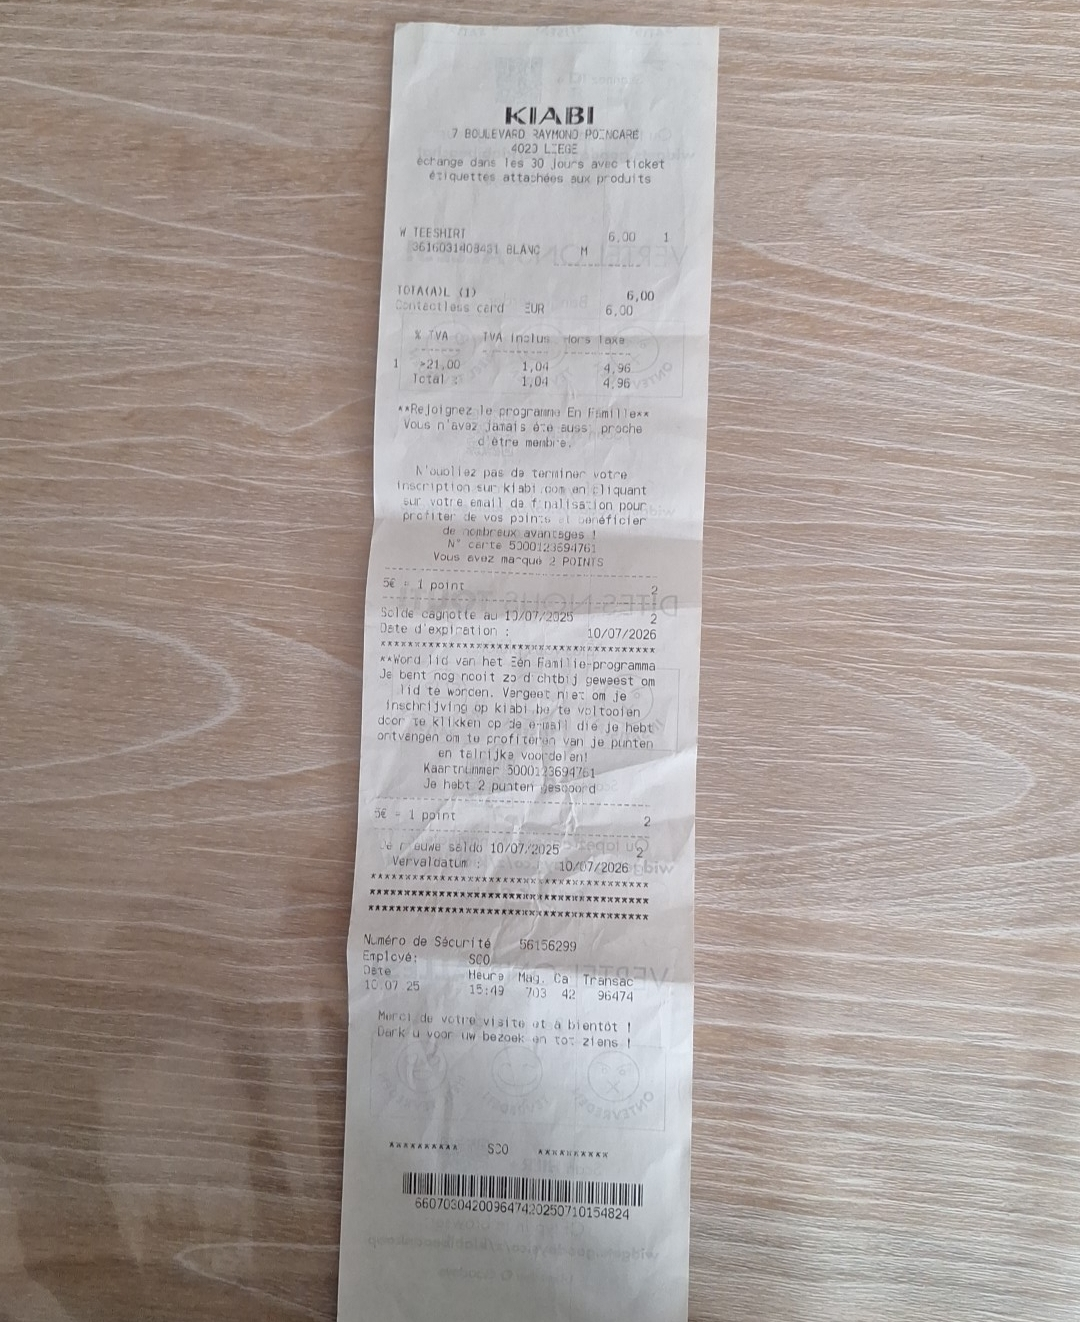 KIABI
7 BOULEVARD RAYMOND POINCARE
4020 LIEGE
échange dans les 30 jours avec ticket
étiquettes attachées aux produits
W TEESHIRT 6,00 1
BLANC M
TOTA(A)L (1) 6,00
Contactless card EUR 6,00
% TVA TVA Inclus Hors Taxe
1 >21,00 1,04 4,96
Total : 1,04 4,96
**Rejoignez le programme En Famille**
Vous n'avez jamais été aussi proche
d'être membre.
N'oubliez pas de terminer votre
inscription sur kiabi.com en cliquant
sur votre email de finalisation pour
profiter de vos points et bénéficier
de nombreux avantages !
N° carte 5000123694761
Vous avez marqué 2 POINTS
5€ = 1 point 2
Solde cagnotte au 10/07/2025 2
Date d'expiration : 10/07/2026
****************************************
**Word lid van het Eén Familie-programma
Je bent nog nooit zo dichtbij geweest om
lid te worden. Vergeet niet om je
inschrijving op kiabi.be te voltooien
door te klikken op de e-mail die je hebt
ontvangen om te profiteren van je punten
en talrijke voordelen!
Kaartnummer 5000123694761
Je hebt 2 punten gespaard
5€ = 1 point 2
Je nieuwe saldo 10/07/2025 2
Vervaldatum : 10/07/2026
****************************************
****************************************
****************************************
Numéro de Sécurité 56156299
Employé: SCO
Date Heure Mag. Ca Transac
10.07.25 15:49 703 42 96474
Merci de votre visite et à bientôt !
Dank u voor uw bezoek en tot ziens !
********** SCO **********
660703042009647420250710154824